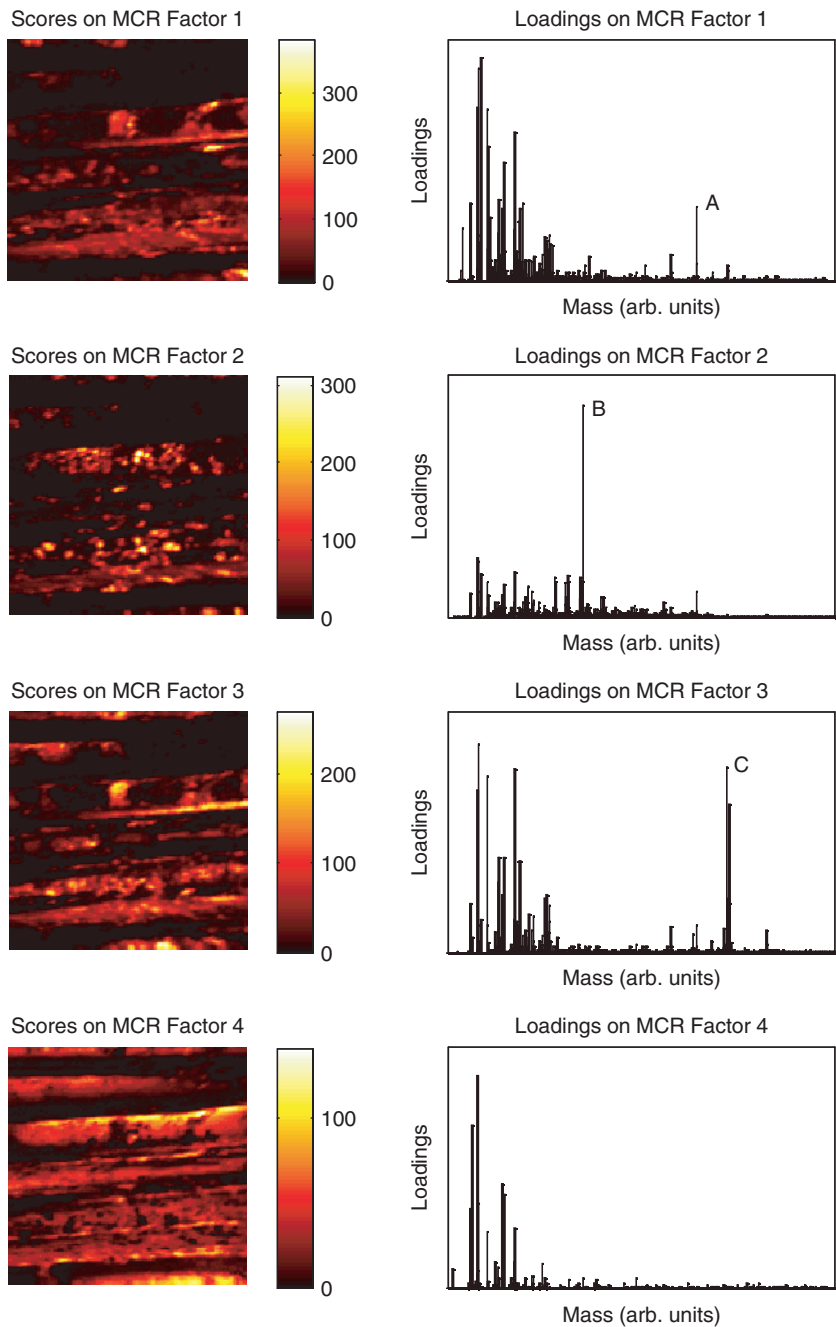 Scores on MCR Factor 1
Loadings on MCR Factor 1
300
200
100
0
Loadings
A
Mass (arb. units)
Scores on MCR Factor 2
Loadings on MCR Factor 2
300
200
100
0
Loadings
B
Mass (arb. units)
Scores on MCR Factor 3
Loadings on MCR Factor 3
200
100
0
Loadings
C
Mass (arb. units)
Scores on MCR Factor 4
Loadings on MCR Factor 4
100
0
Loadings
Mass (arb. units)